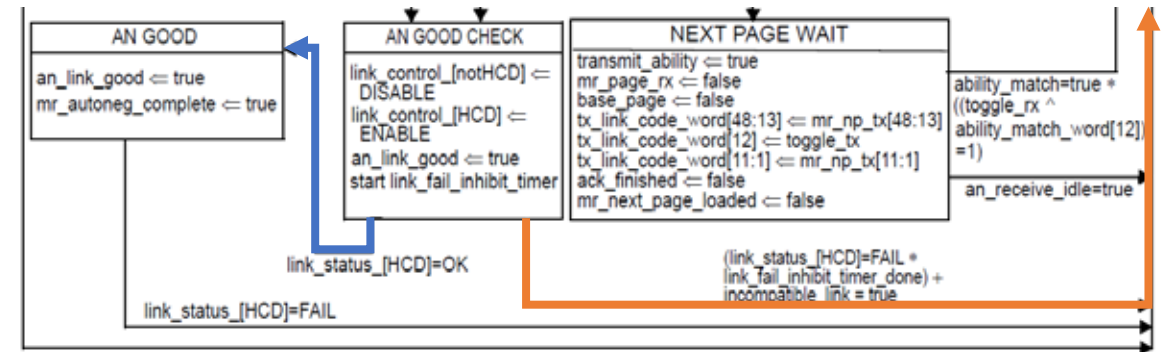 AN GOOD
an_link_good ⇐ true
mr_autoneg_complete ⇐ true
AN GOOD CHECK
link_control_[notHCD] ⇐
DISABLE
link_control_[HCD] ⇐
ENABLE
an_link_good ⇐ true
start link_fail_inhibit_timer
NEXT PAGE WAIT
transmit_ability ⇐ true
mr_page_rx ⇐ false
base_page ⇐ false
tx_link_code_word[48:13] ⇐ mr_np_tx[48:13]
tx_link_code_word[12] ⇐ toggle_tx
tx_link_code_word[11:1] ⇐ mr_np_tx[11:1]
ack_finished ⇐ false
mr_next_page_loaded ⇐ false
ability_match=true *
((toggle_rx ^
ability_match_word[12])
=1)
an_receive_idle=true
link_status_[HCD]=OK
(link_status_[HCD]=FAIL *
link_fail_inhibit_timer_done) +
incompatible_link = true
link_status_[HCD]=FAIL